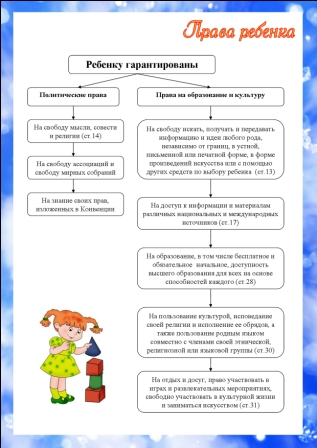 Права ребенка
Ребенку гарантированы
Политические права
На свободу мысли, совести
и религии (ст.14)
На свободу ассоциаций и
свободу мирных собраний
На знание своих прав,
изложенных в Конвенции
Права на образование и культуру
На свободу искать, получать и передавать
информацию и идеи любого рода,
независимо от границ, в устной,
письменной или печатной форме, в форме
произведений искусства или с помощью
других средств по выбору ребенка (ст.13)
На доступ к информации и материалам
различных национальных и международных
источников (ст.17)
На образование, в том числе бесплатное и
обязательное начальное, доступность
высшего образования для всех на основе
способностей каждого (ст.28)
На пользование культурой, исповедание
своей религии и исполнение ее обрядов, а
также пользование родным языком
совместно с членами своей этнической,
религиозной или языковой группы (ст.30)
На отдых и досуг, право участвовать в
играх и развлекательных мероприятиях,
свободно участвовать в культурной жизни
и заниматься искусством (ст.31)